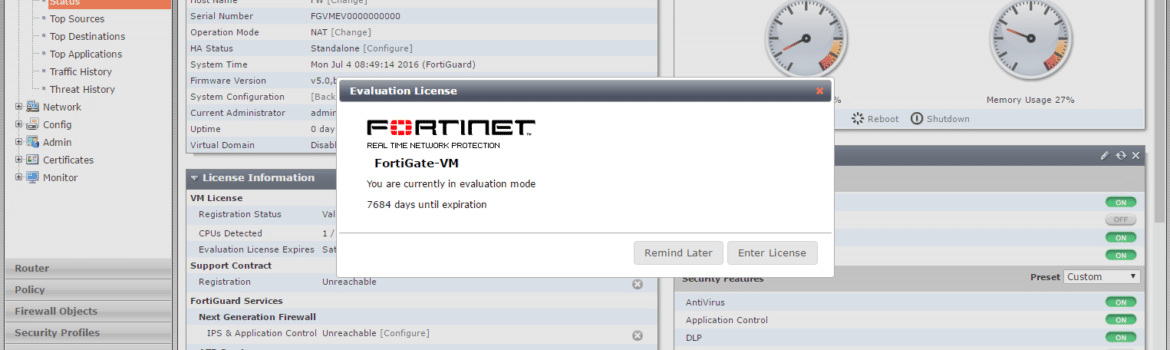 Status
Top Sources
Top Destinations
Top Applications
Traffic History
Threat History
Network
Config
Admin
Certificates
Monitor
Router
Policy
Firewall Objects
Security Profiles
Host Name FW [Change]
Serial Number FGVMEV0000000000
Operation Mode NAT [Change]
HA Status Standalone [Configure]
System Time Mon Jul 4 08:49:14 2016 (FortiGuard)
Firmware Version v5.0,b
System Configuration [Back
Current Administrator admin
Uptime 0 day
Virtual Domain Disabl
License Information
VM License
Registration Status Val
CPUs Detected 1 /
Evaluation License Expires Sat
Support Contract
Registration Unreachable
FortiGuard Services
Next Generation Firewall
IPS & Application Control Unreachable [Configure]
Evaluation License
FORTINET
REAL TIME NETWORK PROTECTION
FortiGate-VM
You are currently in evaluation mode
7684 days until expiration
Remind Later Enter License
% Memory Usage 27%
Reboot Shutdown
ON
OFF
ON
ON
Security Features Preset Custom
AntiVirus ON
Application Control ON
DLP ON